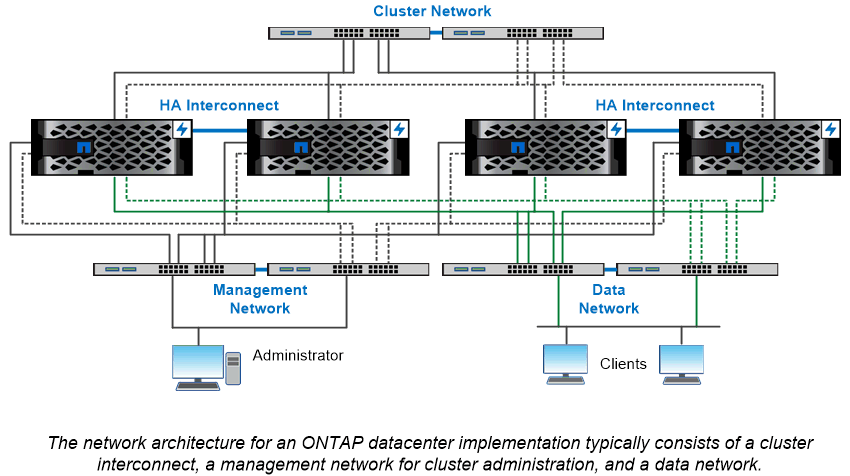 Cluster Network
HA Interconnect
HA Interconnect
Management
Network
Data
Network
Administrator
Clients
The network architecture for an ONTAP datacenter implementation typically consists of a cluster
interconnect, a management network for cluster administration, and a data network.